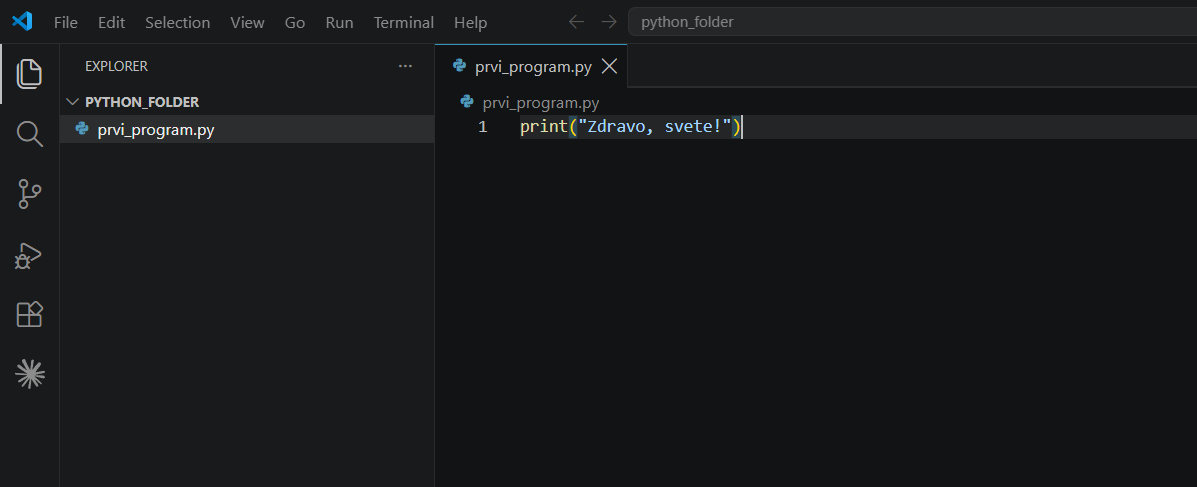 File Edit Selection View Go Run Terminal Help
python_folder
EXPLORER
PYTHON_FOLDER
prvi_program.py
prvi_program.py
prvi_program.py
1 print("Zdravo, svete!")